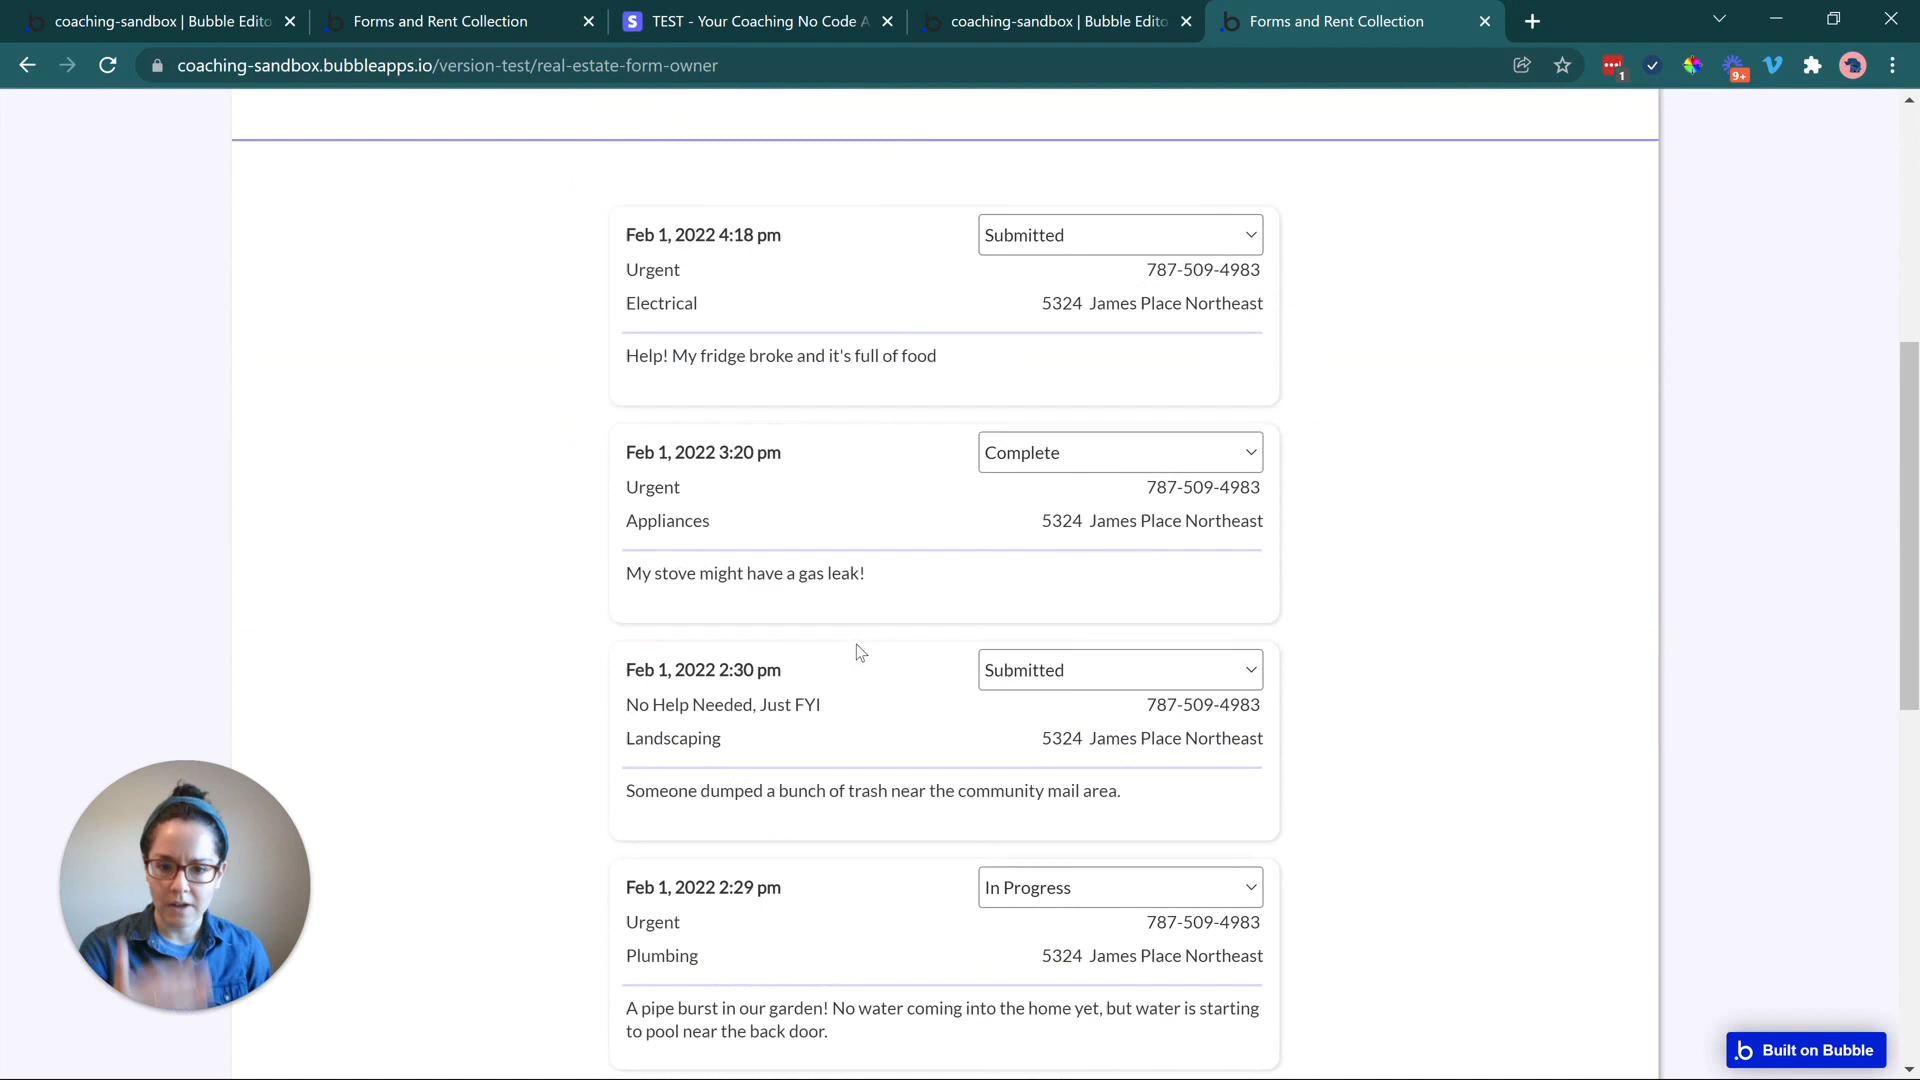 coaching-sandbox | Bubble Edito
Forms and Rent Collection
S
TEST - Your Coaching No Code A
coaching-sandbox | Bubble Edito
Forms and Rent Collection
coaching-sandbox.bubbleapps.io/version-test/real-estate-form-owner
1
9+
Feb 1, 2022 4:18 pm
Submitted
Urgent
787-509-4983
Electrical
5324 James Place Northeast
Help! My fridge broke and it's full of food
Feb 1, 2022 3:20 pm
Complete
Urgent
787-509-4983
Appliances
5324 James Place Northeast
My stove might have a gas leak!
Feb 1, 2022 2:30 pm
Submitted
No Help Needed, Just FYI
787-509-4983
Landscaping
5324 James Place Northeast
Someone dumped a bunch of trash near the community mail area.
Feb 1, 2022 2:29 pm
In Progress
Urgent
787-509-4983
Plumbing
5324 James Place Northeast
A pipe burst in our garden! No water coming into the home yet, but water is starting
to pool near the back door.
b Built on Bubble